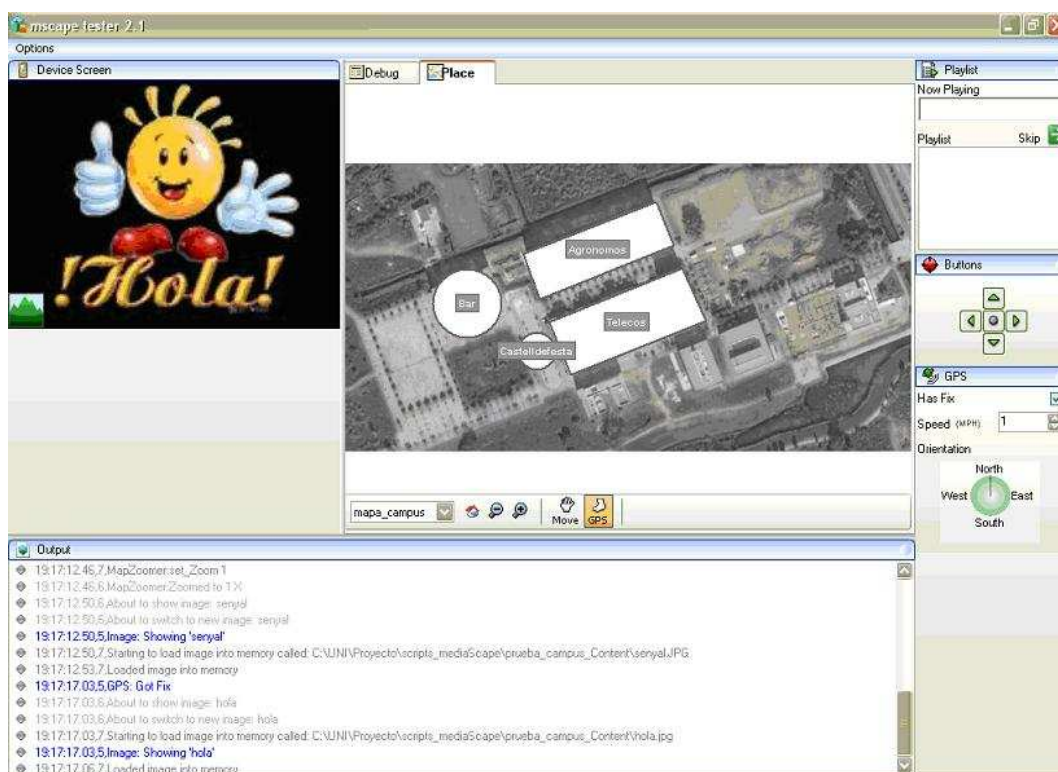 mscape tester 2.1
Options
Device Screen
!Hola!
Debug
Place
Agronomos
Bar
Telecos
Castelldefesta
mapa_campus
Move
GPS
Playlist
Now Playing
Playlist
Skip
Buttons
GPS
Has Fix
Speed (MPH)
1
Orientation
North
West
East
South
Output
19:17:12.46,7,MapZoomer:set_Zoom 1
19:17:12.46,6,MapZoomer:Zoomed to 1 X
19:17:12.50,6,About to show image: senyal
19:17:12.50,6,About to switch to new image: senyal
19:17:12.50,5,Image: Showing 'senyal'
19:17:12.50,7,Starting to load image into memory called: C:\UNI\Proyecto\scripts_mediaScape\prueba_campus_Content\senyal.JPG
19:17:12.53,7,Loaded image into memory
19:17:17.03,5,GPS: Got Fix
19:17:17.03,6,About to show image: hola
19:17:17.03,6,About to switch to new image: hola
19:17:17.03,7,Starting to load image into memory called: C:\UNI\Proyecto\scripts_mediaScape\prueba_campus_Content\hola.jpg
19:17:17.03,5,Image: Showing 'hola'
19:17:17.06,7,Loaded image into memory